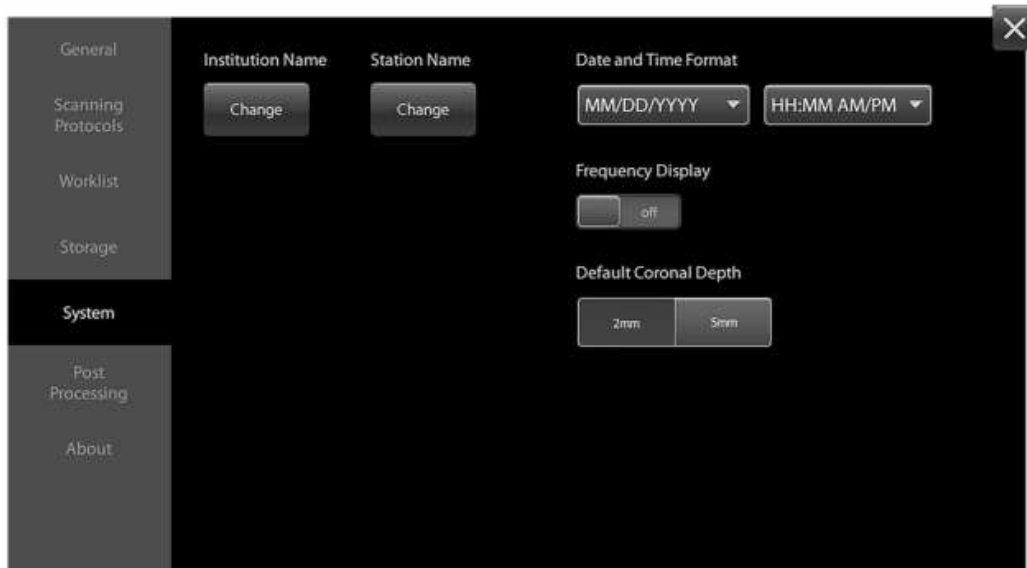 General
Scanning
Protocols
Worklist
Storage
System
Post
Processing
About
Institution Name
Change
Station Name
Change
Date and Time Format
MM/DD/YYYY
HH:MM AM/PM
Frequency Display
off
Default Coronal Depth
2mm
5mm